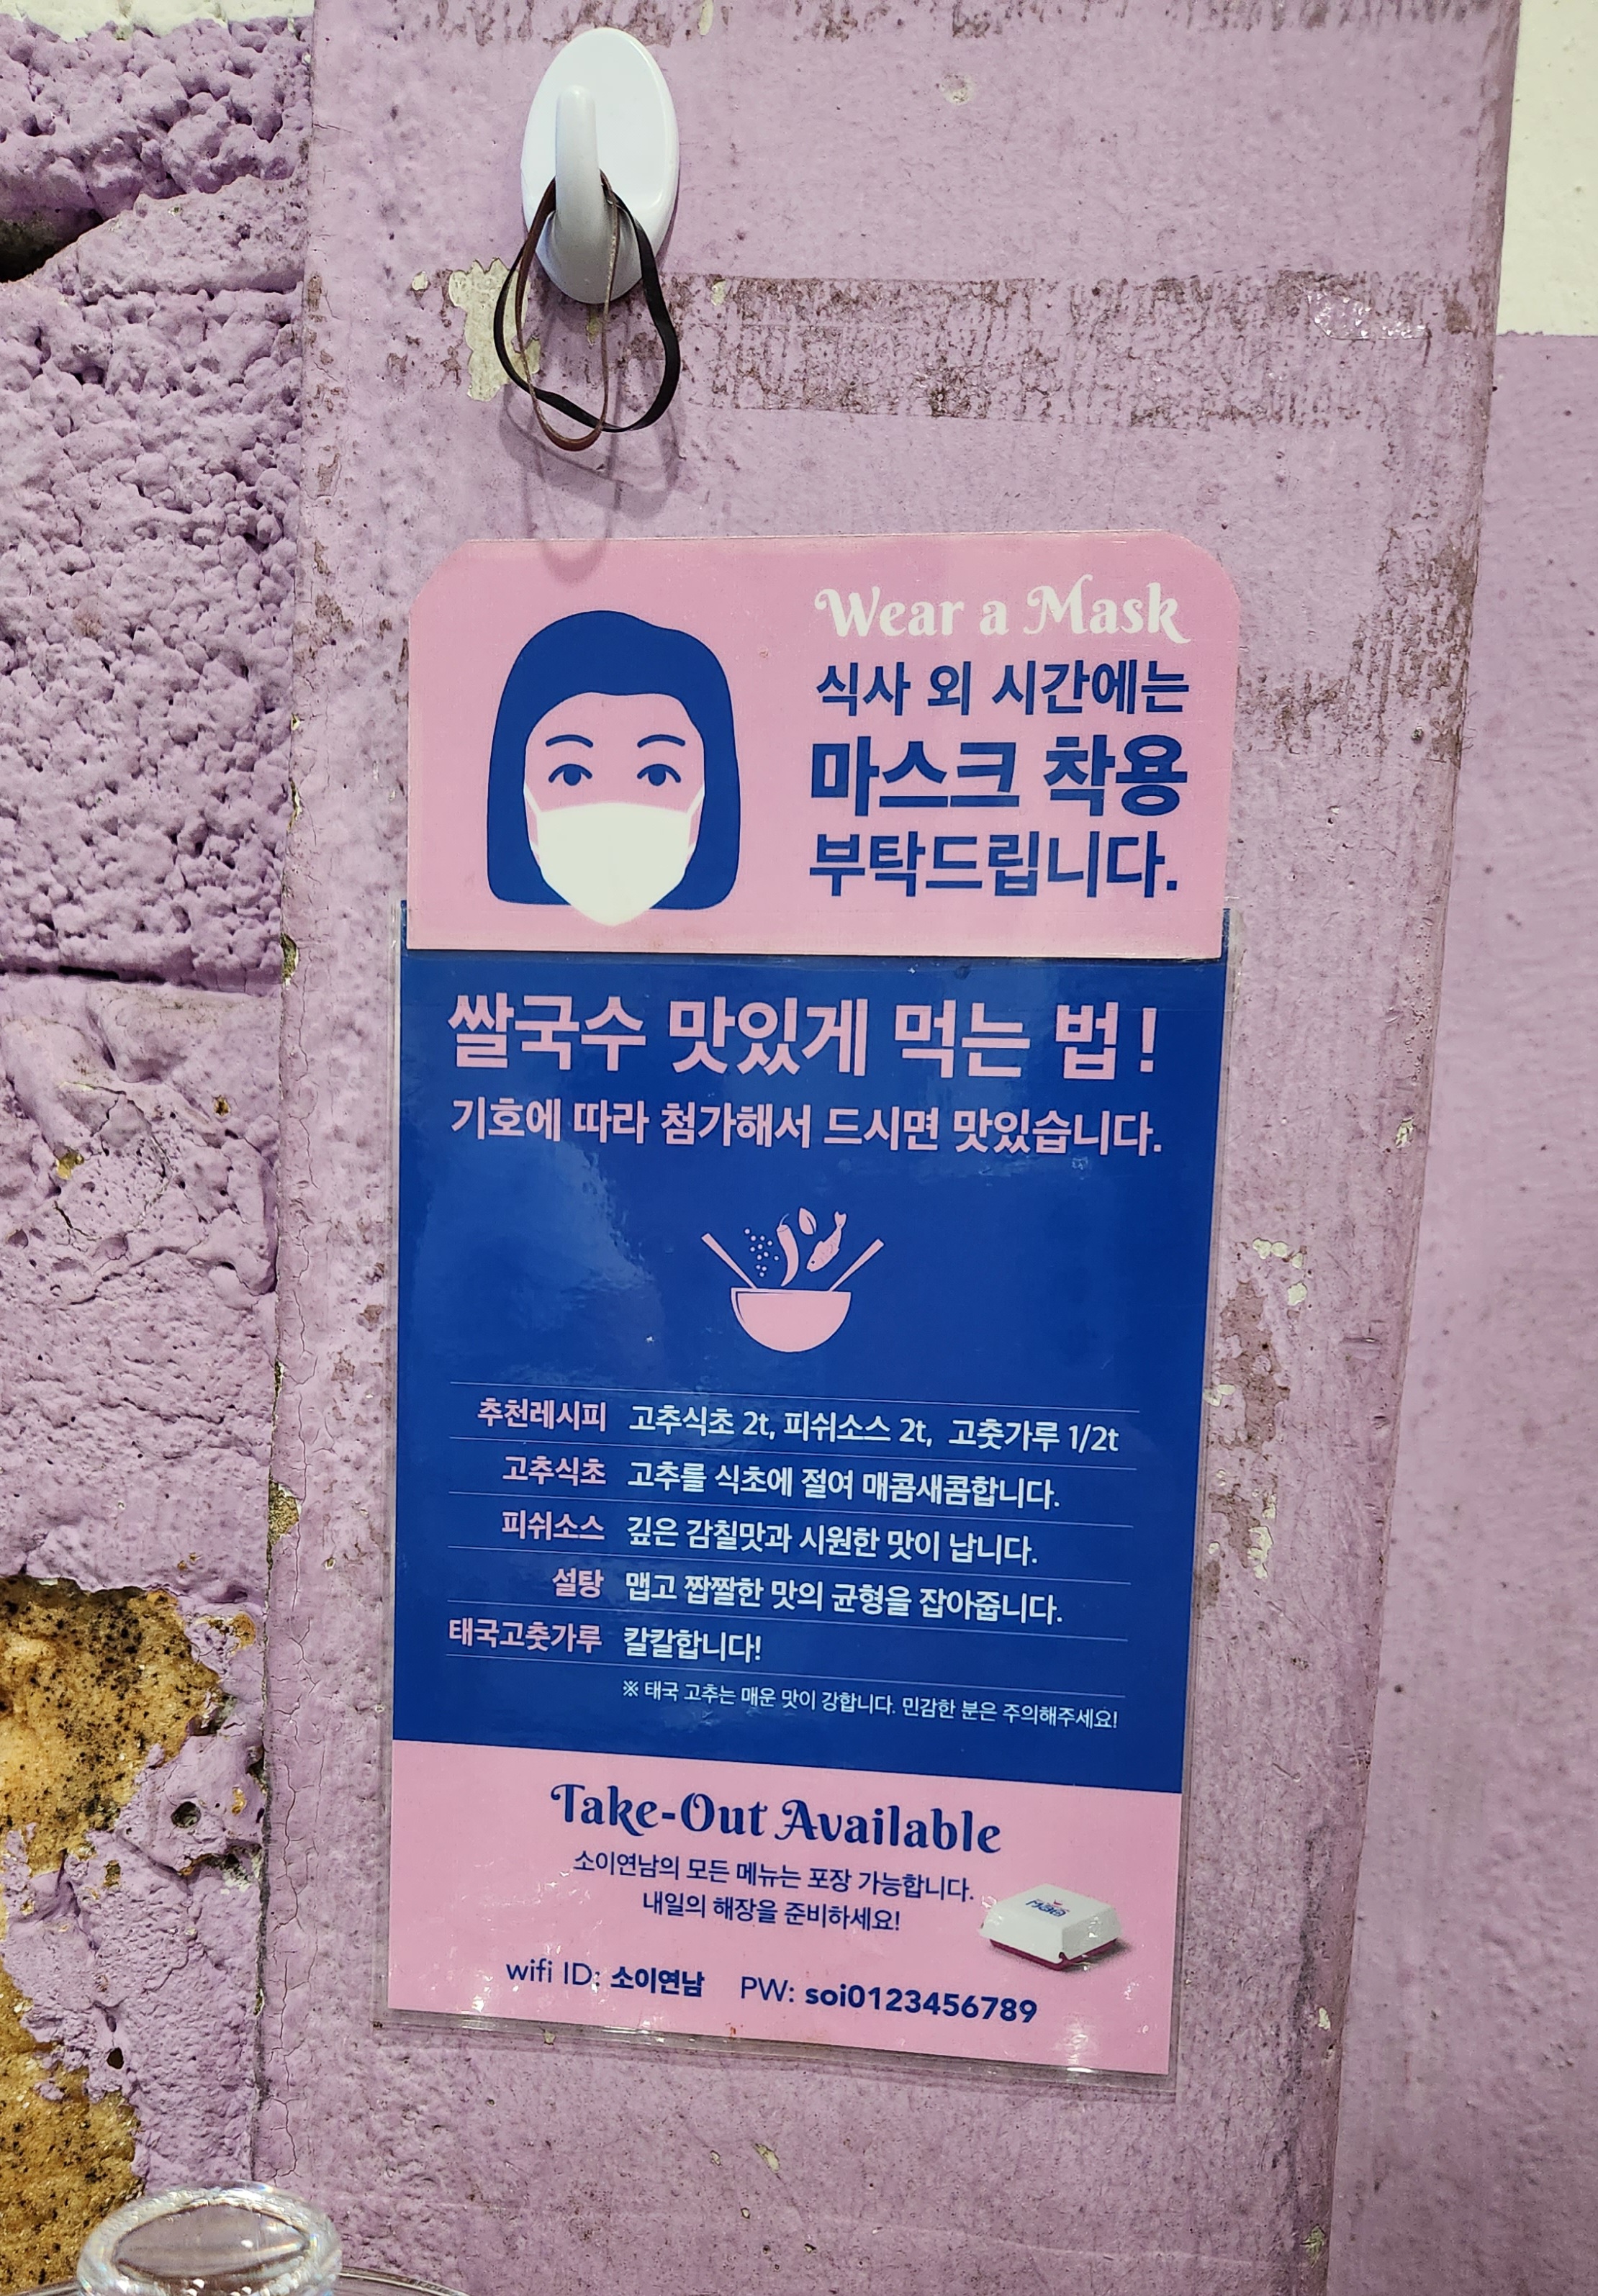 Wear a Mask
식사 외 시간에는
마스크 착용
부탁드립니다.
쌀국수 맛있게 먹는 법!
기호에 따라 첨가해서 드시면 맛있습니다.
추천레시피 고추식초 2t, 피쉬소스 2t, 고춧가루 1/2t
고추식초 고추를 식초에 절여 매콤새콤합니다.
피쉬소스 깊은 감칠맛과 시원한 맛이 납니다.
설탕 맵고 짭짤한 맛의 균형을 잡아줍니다.
태국고춧가루 칼칼합니다!
※ 태국 고추는 매운 맛이 강합니다. 민감한 분은 주의해주세요!
Take-Out Available
소이연남의 모든 메뉴는 포장 가능합니다.
내일의 해장을 준비하세요!
wifi ID: 소이연남 PW: soi0123456789